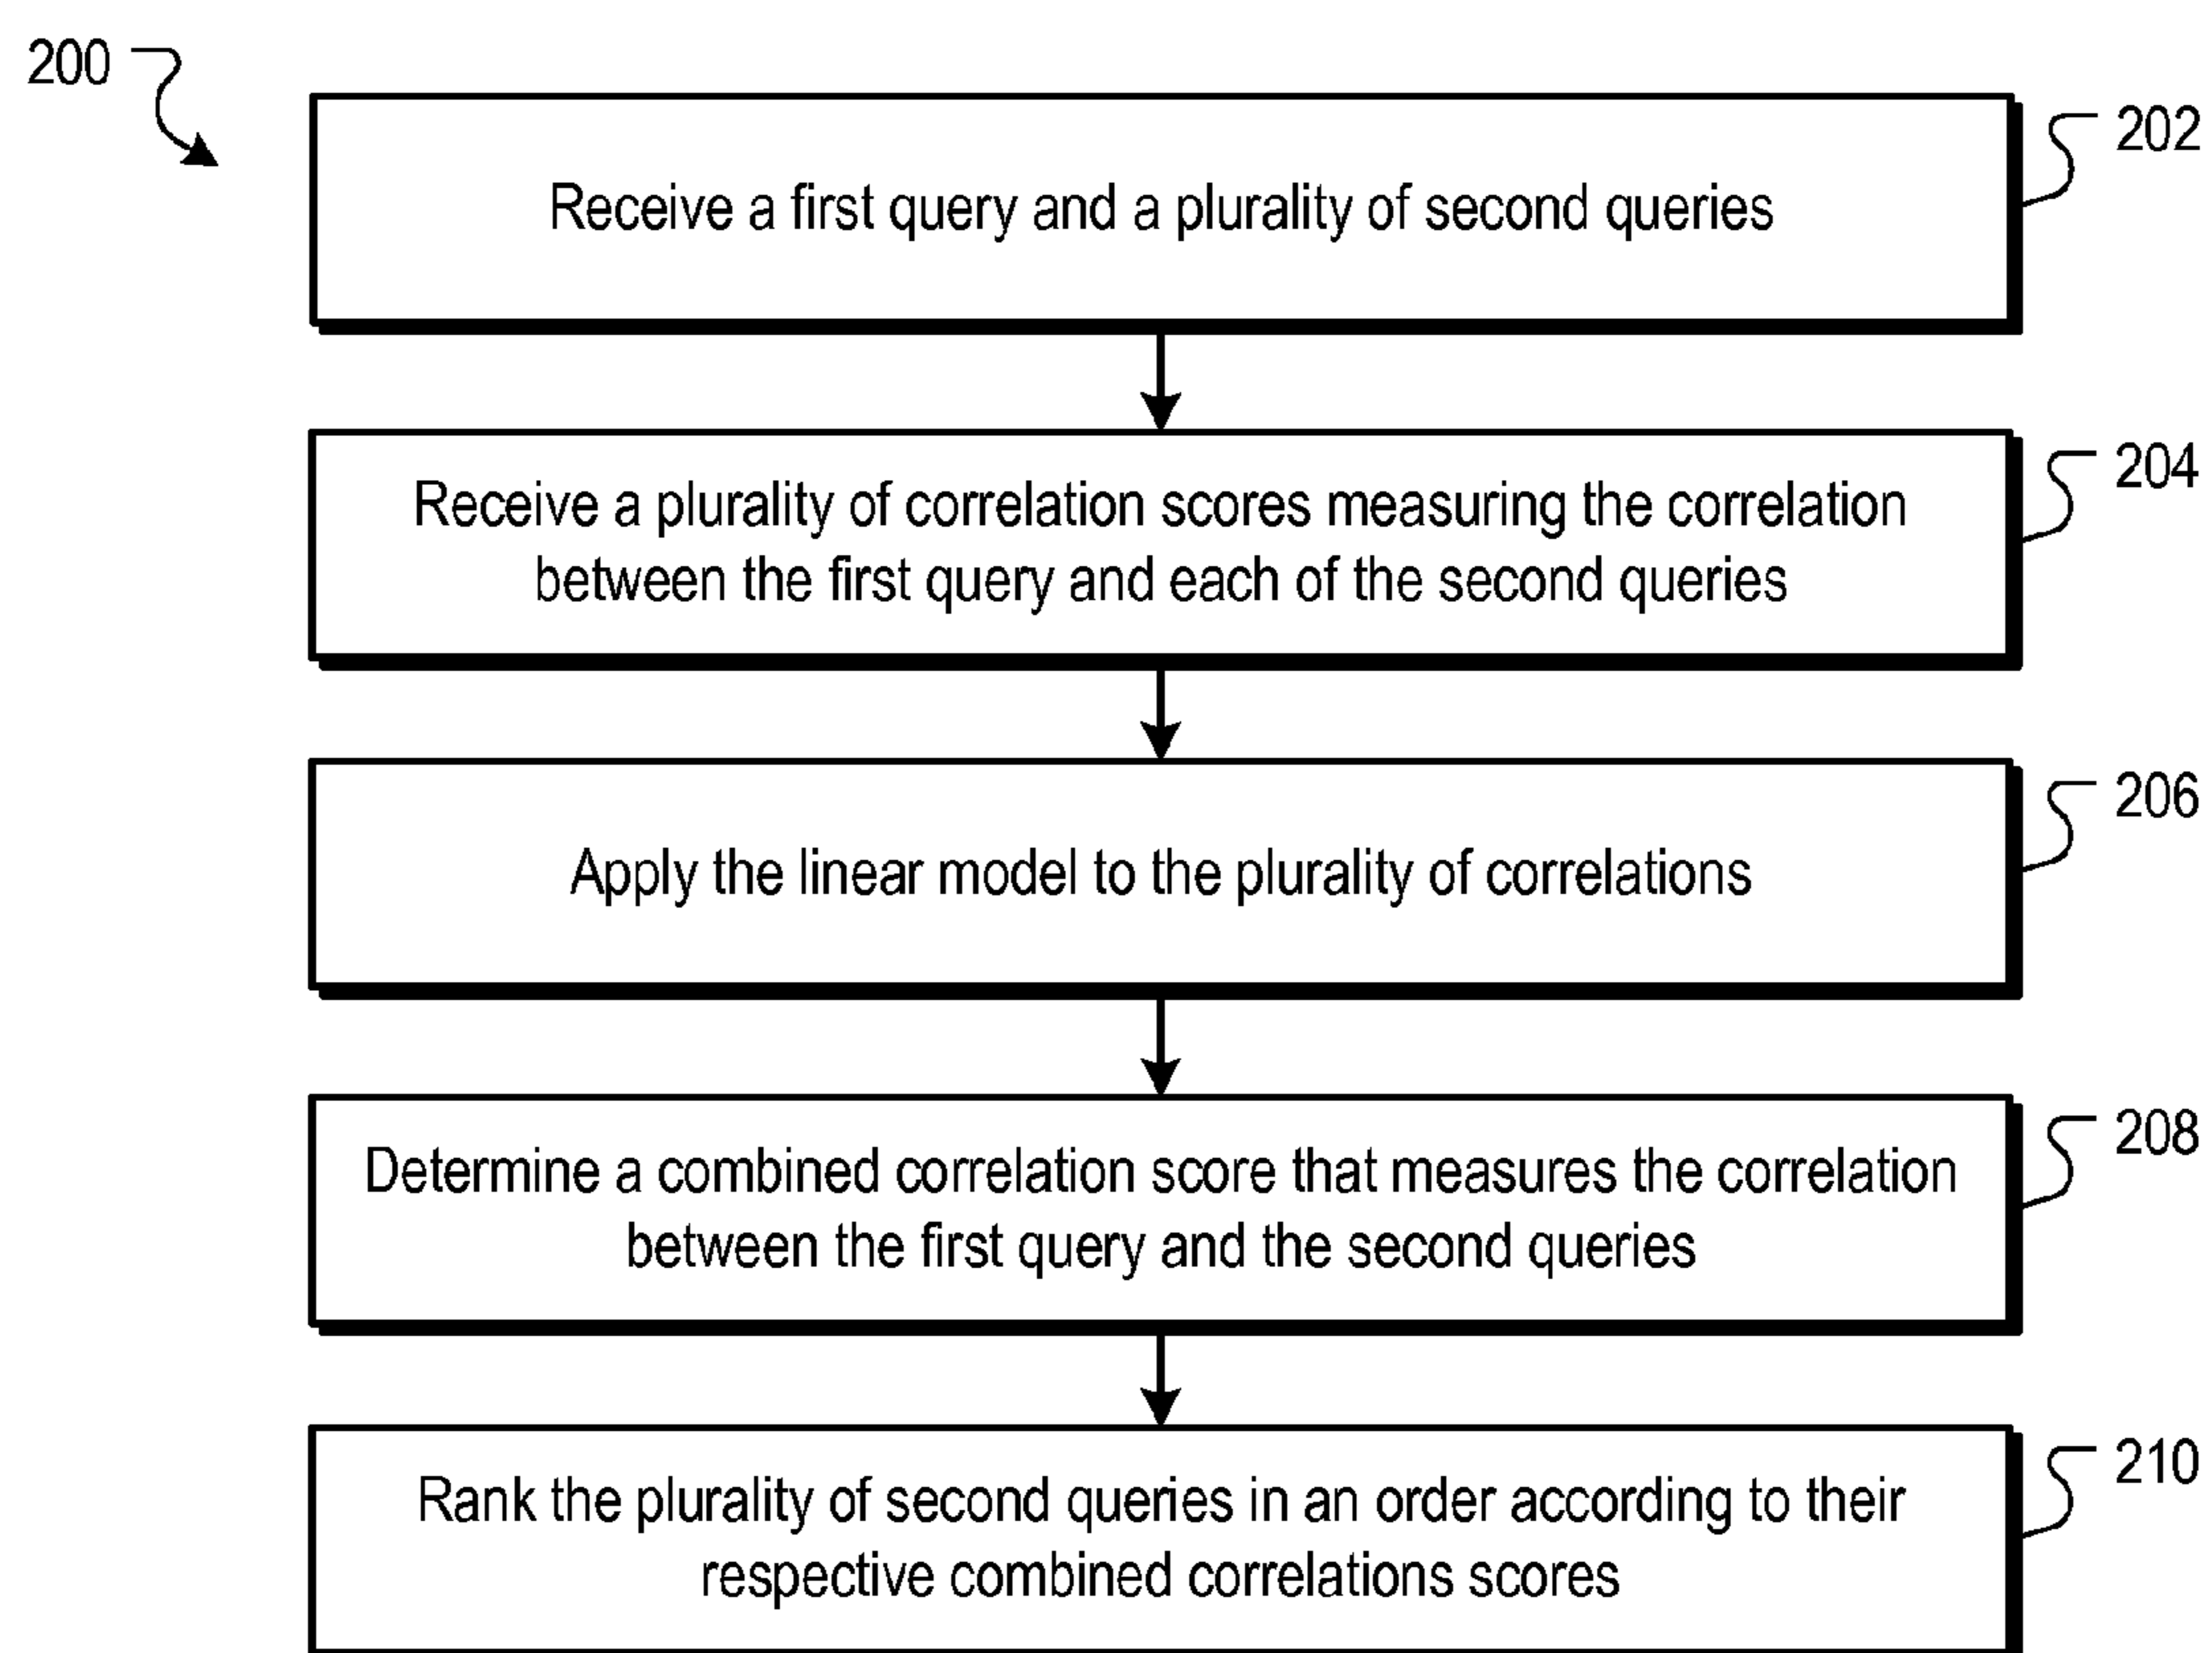 200
202
Receive a first query and a plurality of second queries
204
Receive a plurality of correlation scores measuring the correlation
between the first query and each of the second queries
206
Apply the linear model to the plurality of correlations
208
Determine a combined correlation score that measures the correlation
between the first query and the second queries
210
Rank the plurality of second queries in an order according to their
respective combined correlations scores